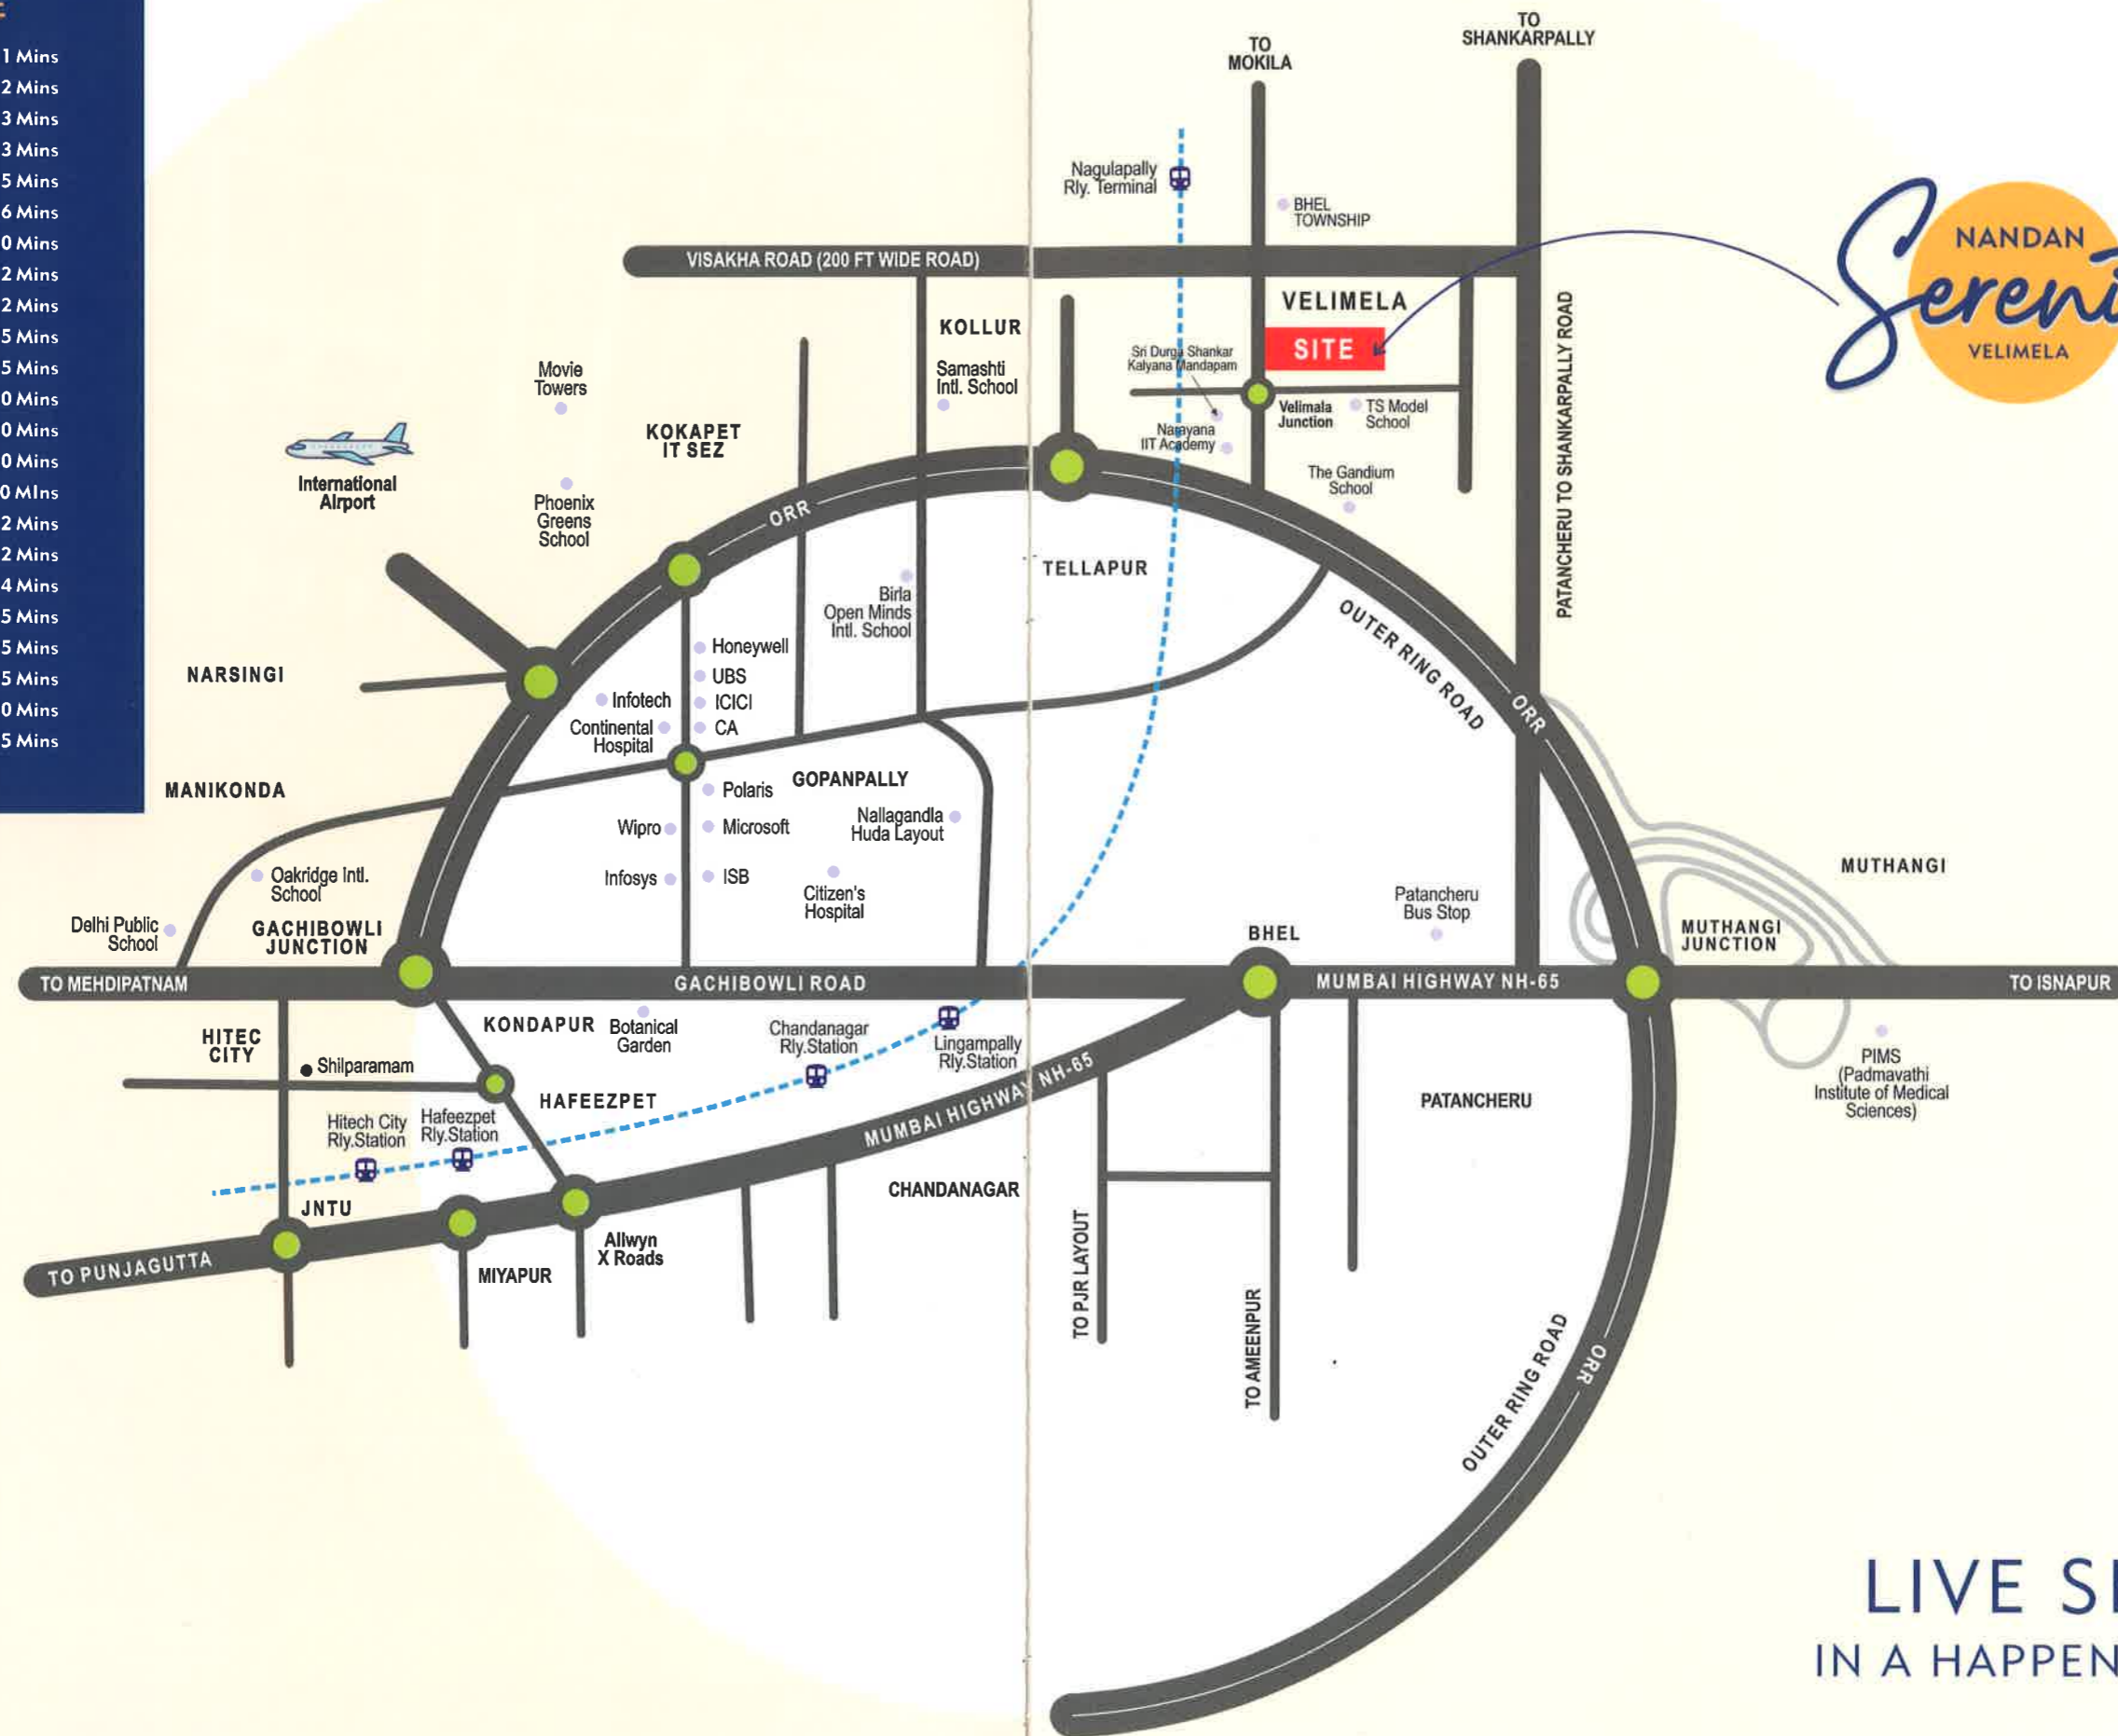 1 Mins
2 Mins
3 Mins
3 Mins
5 Mins
6 Mins
0 Mins
2 Mins
2 Mins
5 Mins
5 Mins
0 Mins
0 Mins
0 Mins
0 MIns
2 Mins
2 Mins
4 Mins
5 Mins
5 Mins
5 Mins
0 Mins
5 Mins
TO
MOKILA
TO
SHANKARPALLY
Nagulapally
Rly. Terminal
BHEL
TOWNSHIP
NANDAN
Sereni
VELIMELA
VISAKHA ROAD (200 FT WIDE ROAD)
VELIMELA
SITE
KOLLUR
Samashti
Intl. School
Sri Durga Shankar
Kalyana Mandapam
Velimala
Junction
TS Model
School
Narayana
IIT Academy
The Gandium
School
PATANCHERU TO SHANKARPALLY ROAD
Movie
Towers
KOKAPET
IT SEZ
International
Airport
Phoenix
Greens
School
ORR
TELLAPUR
Birla
Open Minds
Intl. School
OUTER RING ROAD
ORR
NARSINGI
Honeywell
UBS
Infotech
ICICI
Continental
Hospital
CA
MANIKONDA
GOPANPALLY
Polaris
Wipro
Microsoft
Nallagandla
Huda Layout
Infosys
ISB
Citizen's
Hospital
Oakridge Intl.
School
Delhi Public
School
GACHIBOWLI
JUNCTION
Patancheru
Bus Stop
BHEL
MUTHANGI
MUTHANGI
JUNCTION
TO MEHDIPATNAM
GACHIBOWLI ROAD
MUMBAI HIGHWAY NH-65
TO ISNAPUR
HITEC
CITY
KONDAPUR
Botanical
Garden
Chandanagar
Rly.Station
Lingampally
Rly.Station
Shilparamam
HAFEEZPET
Hitech City
Rly.Station
Hafeezpet
Rly.Station
MUMBAI HIGHWAY NH-65
PATANCHERU
PIMS
(Padmavathi
Institute of Medical
Sciences)
JNTU
CHANDANAGAR
TO PUNJAGUTTA
MIYAPUR
Allwyn
X Roads
TO PJR LAYOUT
TO AMEENPUR
OUTER RING ROAD
ORR
LIVE S
IN A HAPPEN